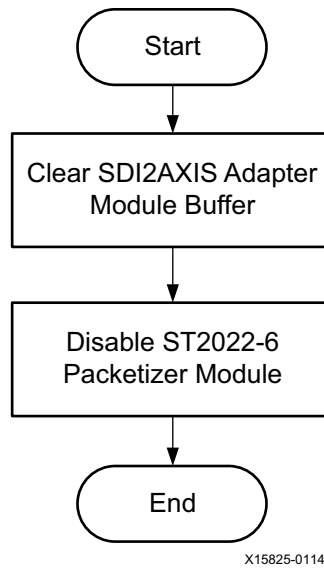 Start
Clear SDI2AXIS Adapter
Module Buffer
Disable ST2022-6
Packetizer Module
End
X15825-0114